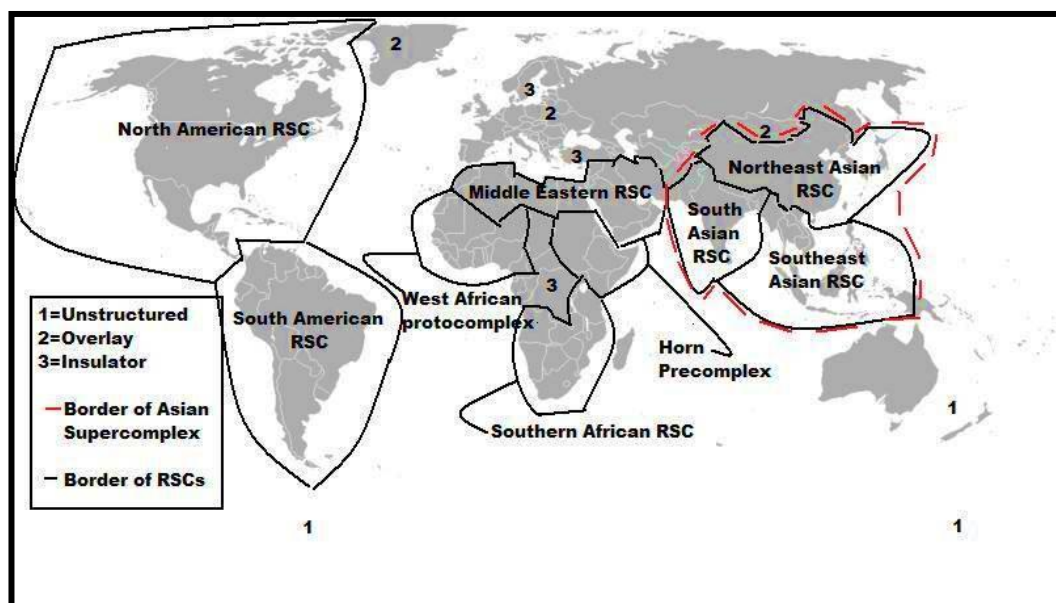 2
3
North American RSC
2
2
3
Northeast Asian
RSC
Middle Eastern RSC
South
Asian
RSC
Southeast
Asian RSC
3
West African
protocomplex
1=Unstructured
2=Overlay
3=Insulator
South American
RSC
Horn
Precomplex
Border of Asian
Supercomplex
1
Southern African RSC
Border of RSCs
1
1